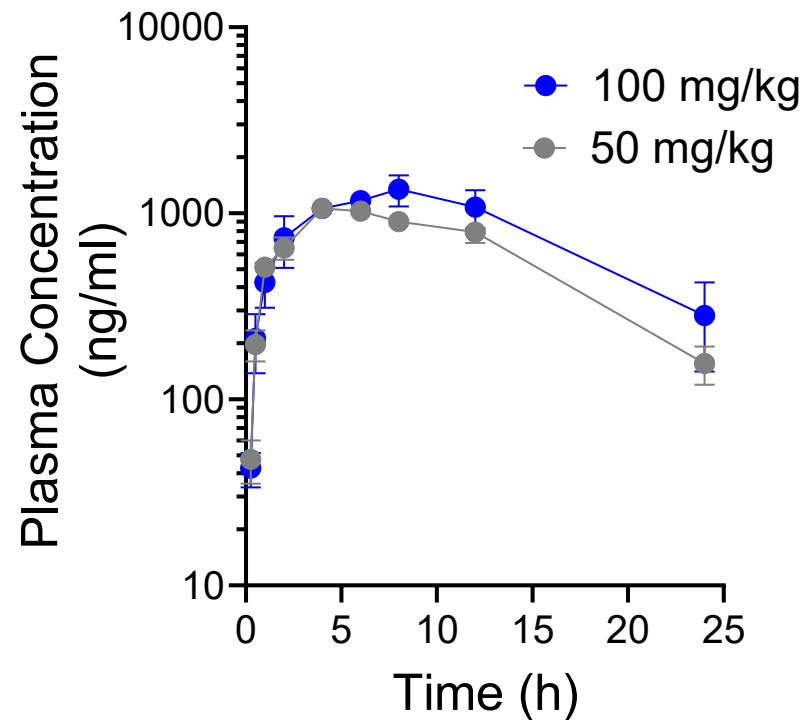 Plasma Concentration
(ng/ml)
10000
1000
100
10
0 5 10 15 20 25
Time (h)
100 mg/kg
50 mg/kg